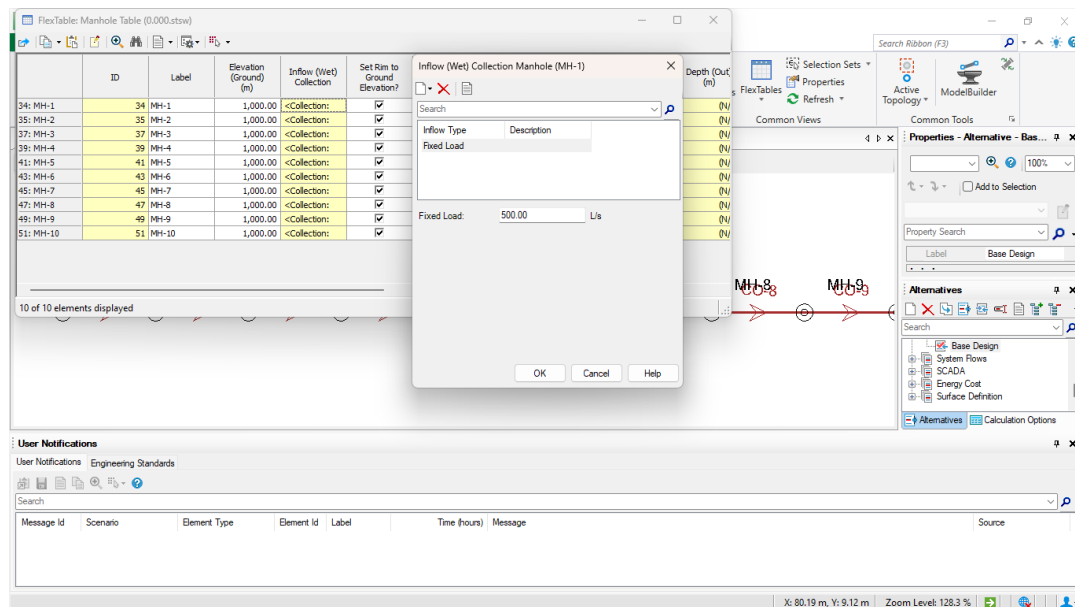 FlexTable: Manhole Table (0.000.stsw)
Search Ribbon (F3)
ID
Label
Elevation (Ground) (m)
Inflow (Wet) Collection
Set Rim to Ground Elevation?
Depth (Out
(m)
34: MH-1 34 MH-1 1,000.00 <Collection: (N/
35: MH-2 35 MH-2 1,000.00 <Collection: (N/
37: MH-3 37 MH-3 1,000.00 <Collection: (N/
39: MH-4 39 MH-4 1,000.00 <Collection: (N/
41: MH-5 41 MH-5 1,000.00 <Collection: (N/
43: MH-6 43 MH-6 1,000.00 <Collection: (N/
45: MH-7 45 MH-7 1,000.00 <Collection: (N/
47: MH-8 47 MH-8 1,000.00 <Collection: (N/
49: MH-9 49 MH-9 1,000.00 <Collection: (N/
51: MH-10 51 MH-10 1,000.00 <Collection: (N/
10 of 10 elements displayed
Inflow (Wet) Collection Manhole (MH-1)
Search
Inflow Type Description
Fixed Load
Fixed Load: 500.00 L/s
OK Cancel Help
s FlexTables
Selection Sets
Properties
Refresh
Common Views
Active Topology
ModelBuilder
Common Tools
Properties - Alternative - Bas...
100%
Add to Selection
Property Search
Label Base Design
MH-8
CO-8
MH-9
CO-9
Alternatives
Search
Base Design
System Flows
SCADA
Energy Cost
Surface Definition
Alternatives Calculation Options
User Notifications
User Notifications Engineering Standards
Search
Message Id Scenario Element Type Element Id Label Time (hours) Message Source
X: 80.19 m, Y: 9.12 m Zoom Level: 128.3 %